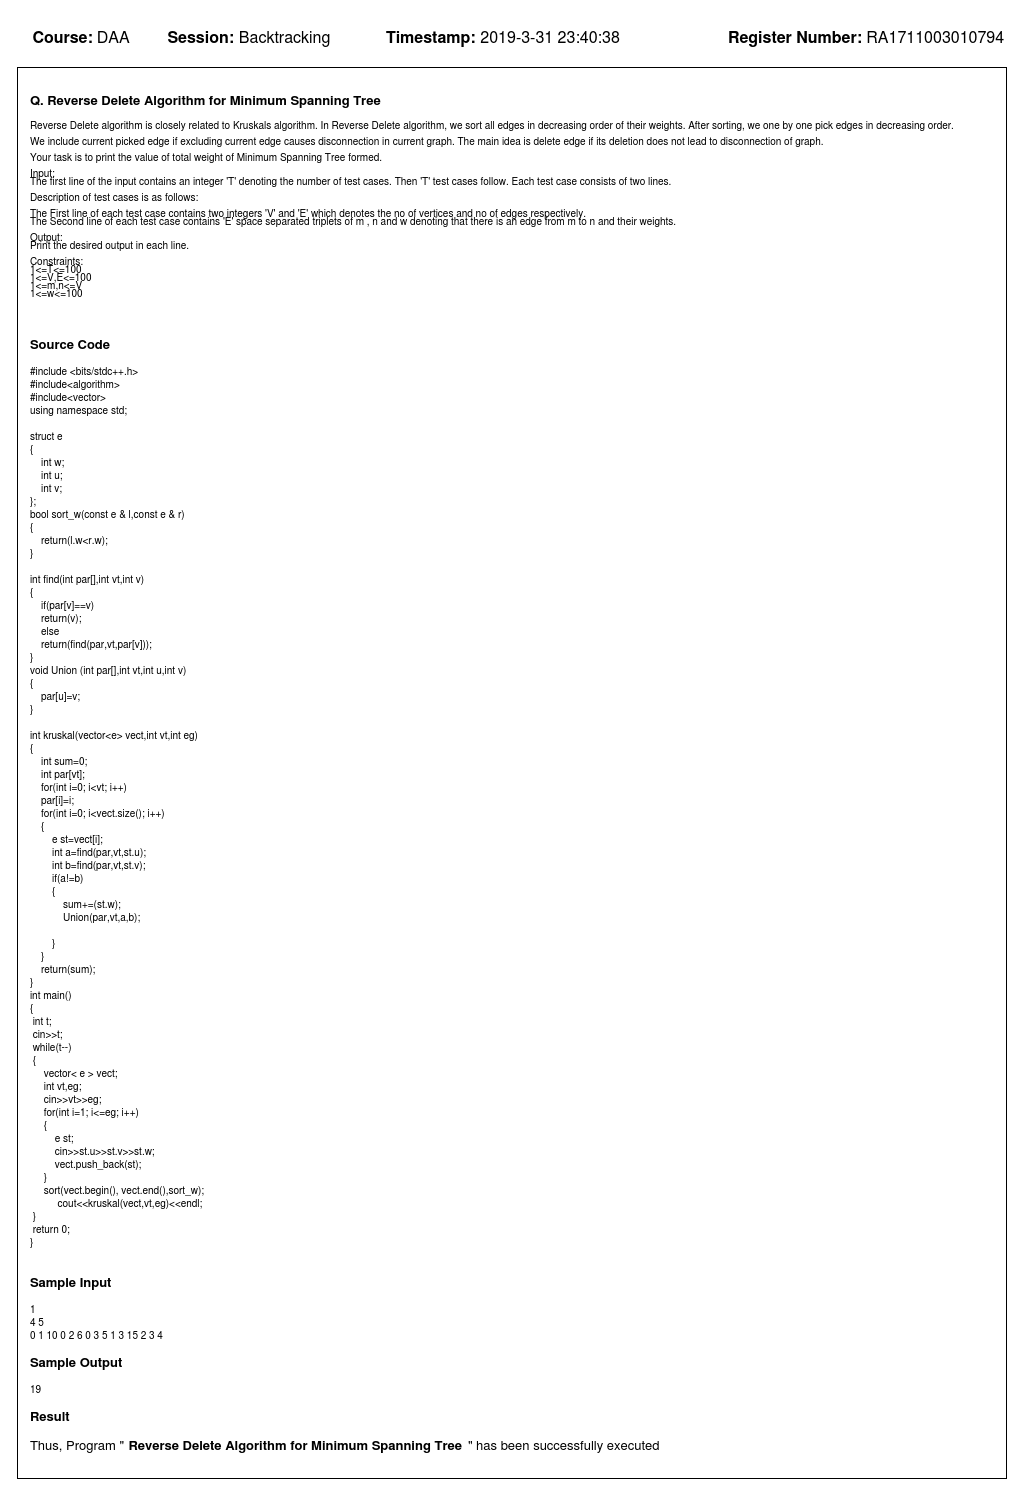 Course: DAA Session: Backtracking Timestamp: 2019-3-31 23:40:38 Register Number: RA1711003010794
Q. Reverse Delete Algorithm for Minimum Spanning Tree
Reverse Delete algorithm is closely related to Kruskals algorithm. In Reverse Delete algorithm, we sort all edges in decreasing order of their weights. After sorting, we one by one pick edges in decreasing order.
We include current picked edge if excluding current edge causes disconnection in current graph. The main idea is delete edge if its deletion does not lead to disconnection of graph.
Your task is to print the value of total weight of Minimum Spanning Tree formed.
Input:
The first line of the input contains an integer 'T' denoting the number of test cases. Then 'T' test cases follow. Each test case consists of two lines.
Description of test cases is as follows:
The First line of each test case contains two integers 'V' and 'E' which denotes the no of vertices and no of edges respectively.
The Second line of each test case contains 'E' space separated triplets of m , n and w denoting that there is an edge from m to n and their weights.
Output:
Print the desired output in each line.
Constraints:
1<=T<=100
1<=V,E<=100
1<=m,n<=V
1<=w<=100
Source Code
#include <bits/stdc++.h>
#include<algorithm>
#include<vector>
using namespace std;
struct e
{
int w;
int u;
int v;
};
bool sort_w(const e & l,const e & r)
{
return(l.w<r.w);
}
int find(int par[],int vt,int v)
{
if(par[v]==v)
return(v);
else
return(find(par,vt,par[v]));
}
void Union (int par[],int vt,int u,int v)
{
par[u]=v;
}
int kruskal(vector<e> vect,int vt,int eg)
{
int sum=0;
int par[vt];
for(int i=0; i<vt; i++)
par[i]=i;
for(int i=0; i<vect.size(); i++)
{
e st=vect[i];
int a=find(par,vt,st.u);
int b=find(par,vt,st.v);
if(a!=b)
{
sum+=(st.w);
Union(par,vt,a,b);
}
}
return(sum);
}
int main()
{
int t;
cin>>t;
while(t--)
{
vector< e > vect;
int vt,eg;
cin>>vt>>eg;
for(int i=1; i<=eg; i++)
{
e st;
cin>>st.u>>st.v>>st.w;
vect.push_back(st);
}
sort(vect.begin(), vect.end(),sort_w);
cout<<kruskal(vect,vt,eg)<<endl;
}
return 0;
}
Sample Input
1
4 5
0 1 10 0 2 6 0 3 5 1 3 15 2 3 4
Sample Output
19
Result
Thus, Program " Reverse Delete Algorithm for Minimum Spanning Tree " has been successfully executed